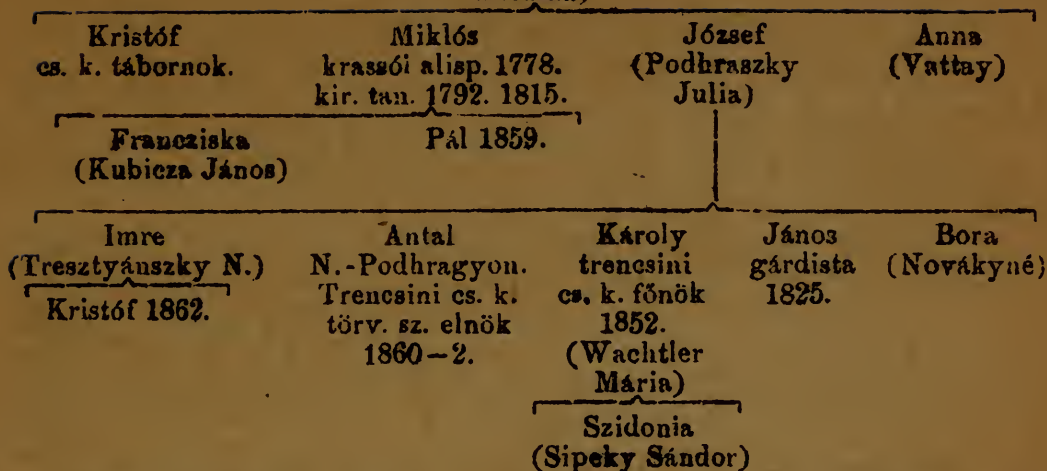 Kristóf Miklós József Anna
cs. k. tábornok. krassói alisp. 1778. (Podhraszky (Vattay)
kir. tan. 1792. 1815. Julia)
Francziska Pál 1859.
(Kubicza János)
Imre Antal Károly János Bora
(Tresztyánszky N.) N.-Podhragyon. trencsini gárdista (Novákyné)
Kristóf 1862. Trencsini cs. k. cs. k. főnök 1825.
törv. sz. elnök 1852.
1860–2. (Wachtler
Mária)
Szidonia
(Sipeky Sándor)